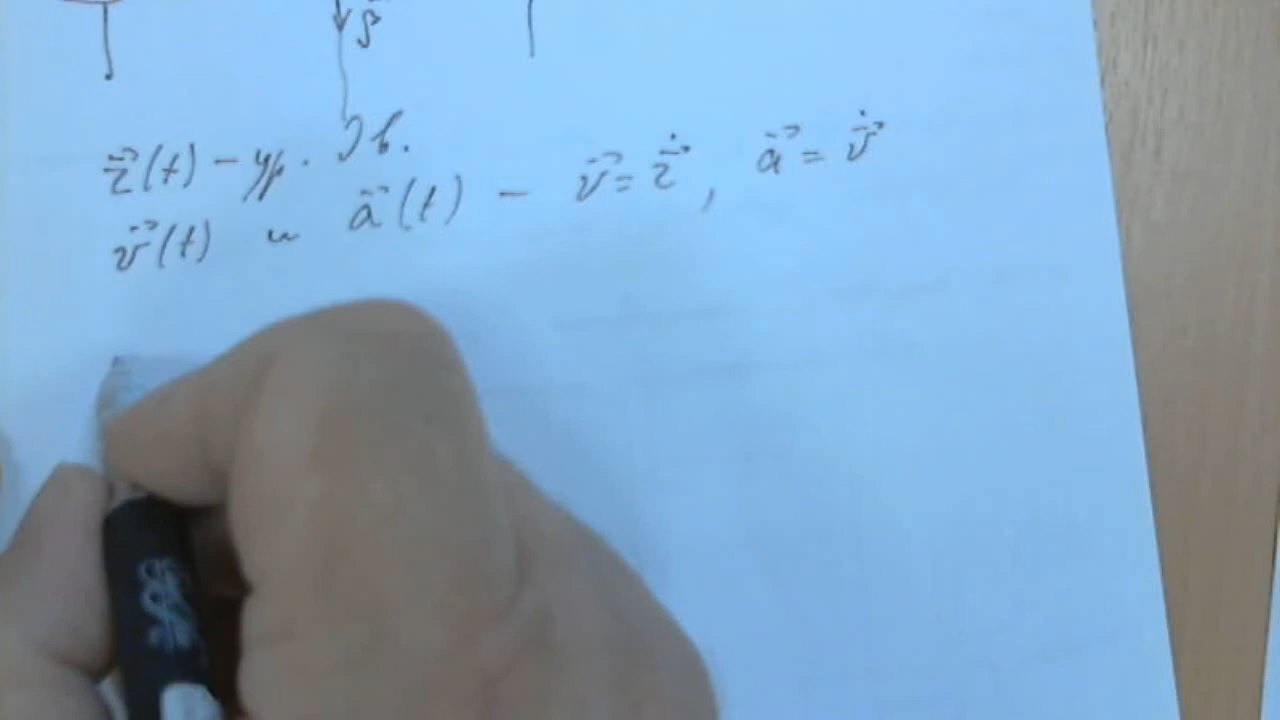 r⃗(t) – ур. дв.
v⃗(t) и a⃗(t) – v⃗ = ṙ⃗, a⃗ = v̇⃗